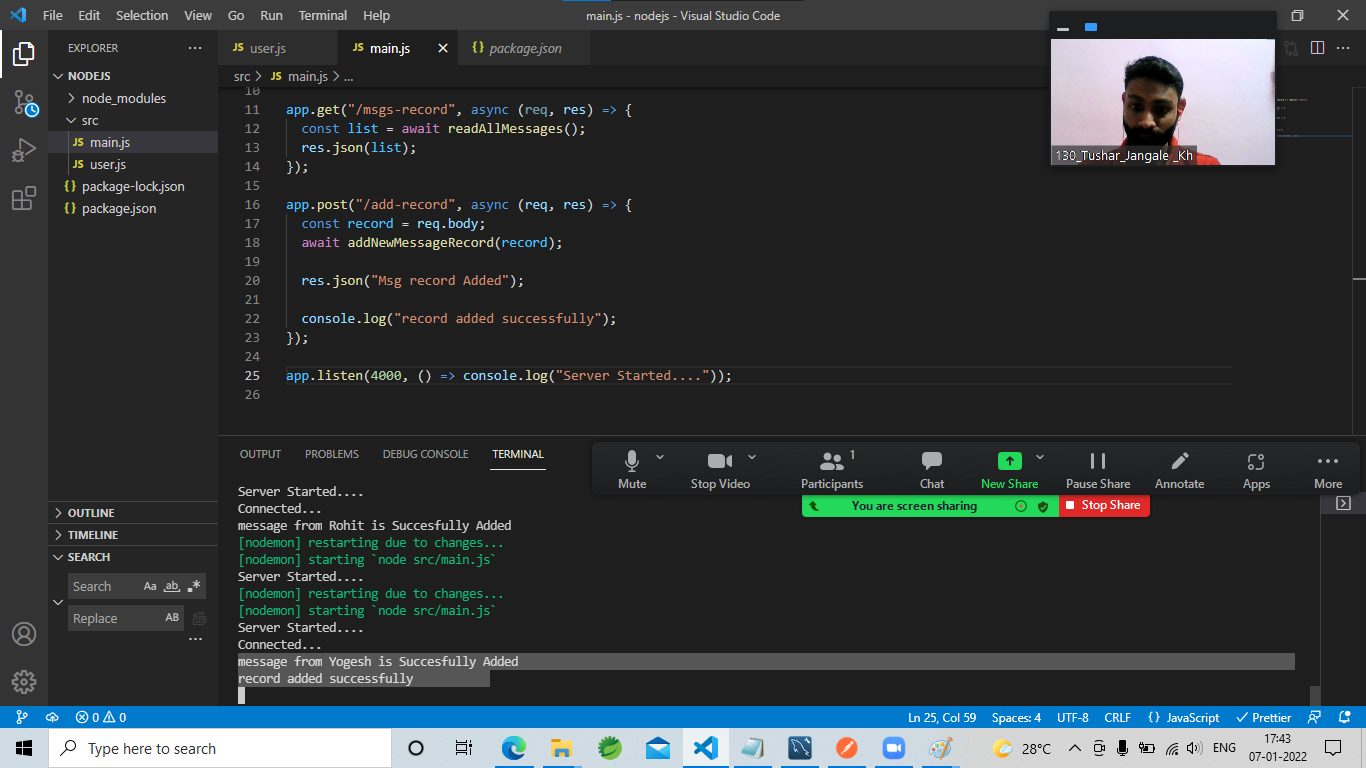 File Edit Selection View Go Run Terminal Help
main.js - nodejs - Visual Studio Code
EXPLORER
NODEJS
node_modules
src
JS main.js
JS user.js
{} package-lock.json
{} package.json
OUTLINE
TIMELINE
SEARCH
Search Aa ab .*
Replace AB
JS user.js JS main.js {} package.json
src > JS main.js > ...
10
11 app.get("/msgs-record", async (req, res) => {
12 const list = await readAllMessages();
13 res.json(list);
14 });
15
16 app.post("/add-record", async (req, res) => {
17 const record = req.body;
18 await addNewMessageRecord(record);
19
20 res.json("Msg record Added");
21
22 console.log("record added successfully");
23 });
24
25 app.listen(4000, () => console.log("Server Started...."));
26
130_Tushar_Jangale _Kh
OUTPUT PROBLEMS DEBUG CONSOLE TERMINAL
Mute Stop Video Participants 1 Chat New Share Pause Share Annotate Apps More
You are screen sharing Stop Share
Server Started....
Connected...
message from Rohit is Succesfully Added
[nodemon] restarting due to changes...
[nodemon] starting `node src/main.js`
Server Started....
[nodemon] restarting due to changes...
[nodemon] starting `node src/main.js`
Server Started....
Connected...
message from Yogesh is Succesfully Added
record added successfully
0 0 Ln 25, Col 59 Spaces: 4 UTF-8 CRLF {} JavaScript Prettier
Type here to search
28°C ENG
17:43
07-01-2022